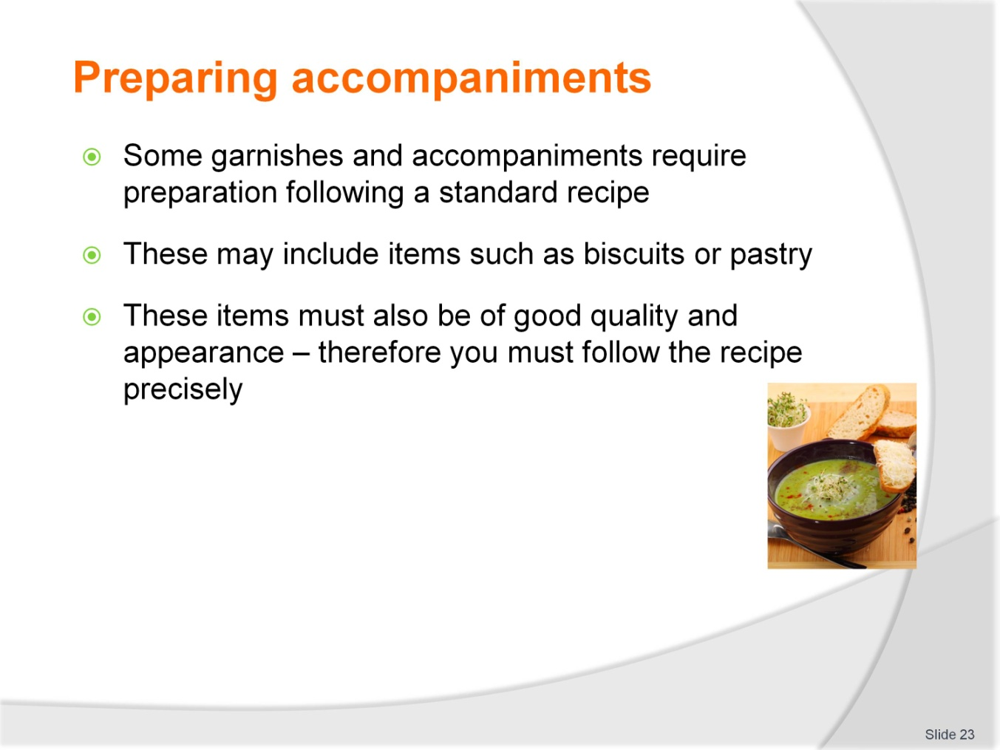 Preparing accompaniments
Some garnishes and accompaniments require
preparation following a standard recipe
These may include items such as biscuits or pastry
These items must also be of good quality and
appearance – therefore you must follow the recipe
precisely
Slide 23